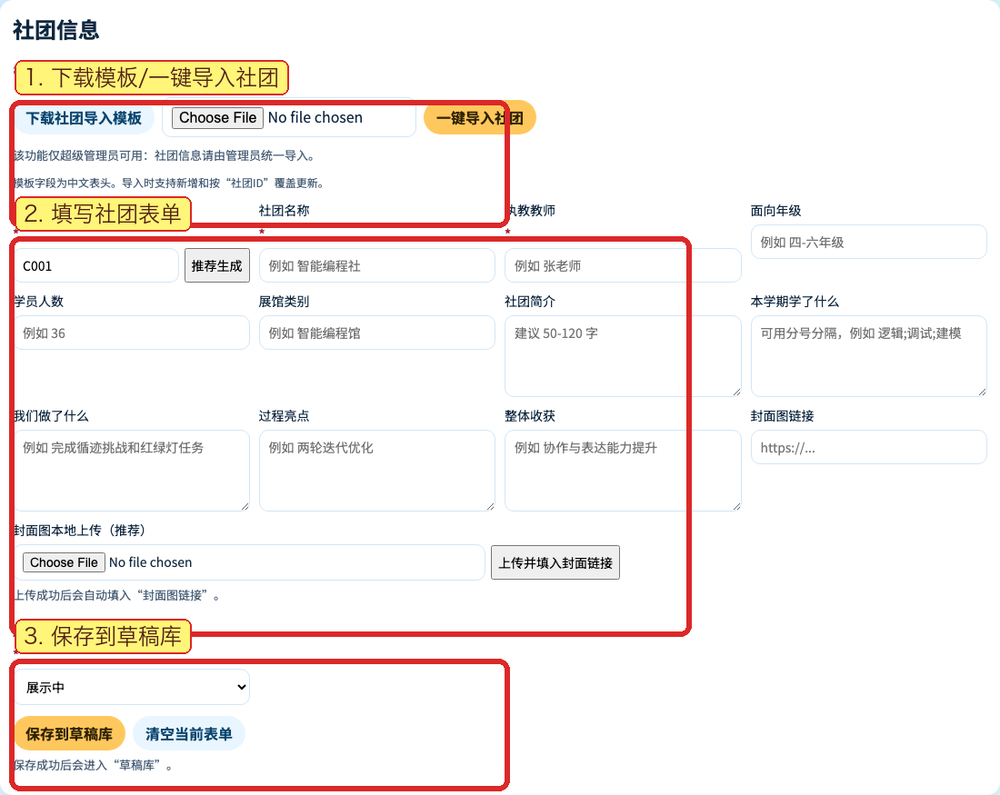 社团信息
1. 下载模板/一键导入社团
下载社团导入模板 Choose File No file chosen 一键导入社团
该功能仅超级管理员可用：社团信息请由管理员统一导入。
模板字段为中文表头。导入时支持新增和按“社团ID”覆盖更新。
2. 填写社团表单 社团名称 执教教师 面向年级
* * *
C001 推荐生成 例如 智能编程社 例如 张老师 例如 四-六年级
学员人数 展馆类别 社团简介 本学期学了什么
例如 36 例如 智能编程馆 建议 50-120 字 可用分号分隔，例如 逻辑;调试;建模
我们做了什么 过程亮点 整体收获 封面图链接
例如 完成循迹挑战和红绿灯任务 例如 两轮迭代优化 例如 协作与表达能力提升 https://...
封面图本地上传（推荐）
Choose File No file chosen 上传并填入封面链接
上传成功后会自动填入“封面图链接”。
3. 保存到草稿库
*
展示中
保存到草稿库 清空当前表单
保存成功后会进入“草稿库”。